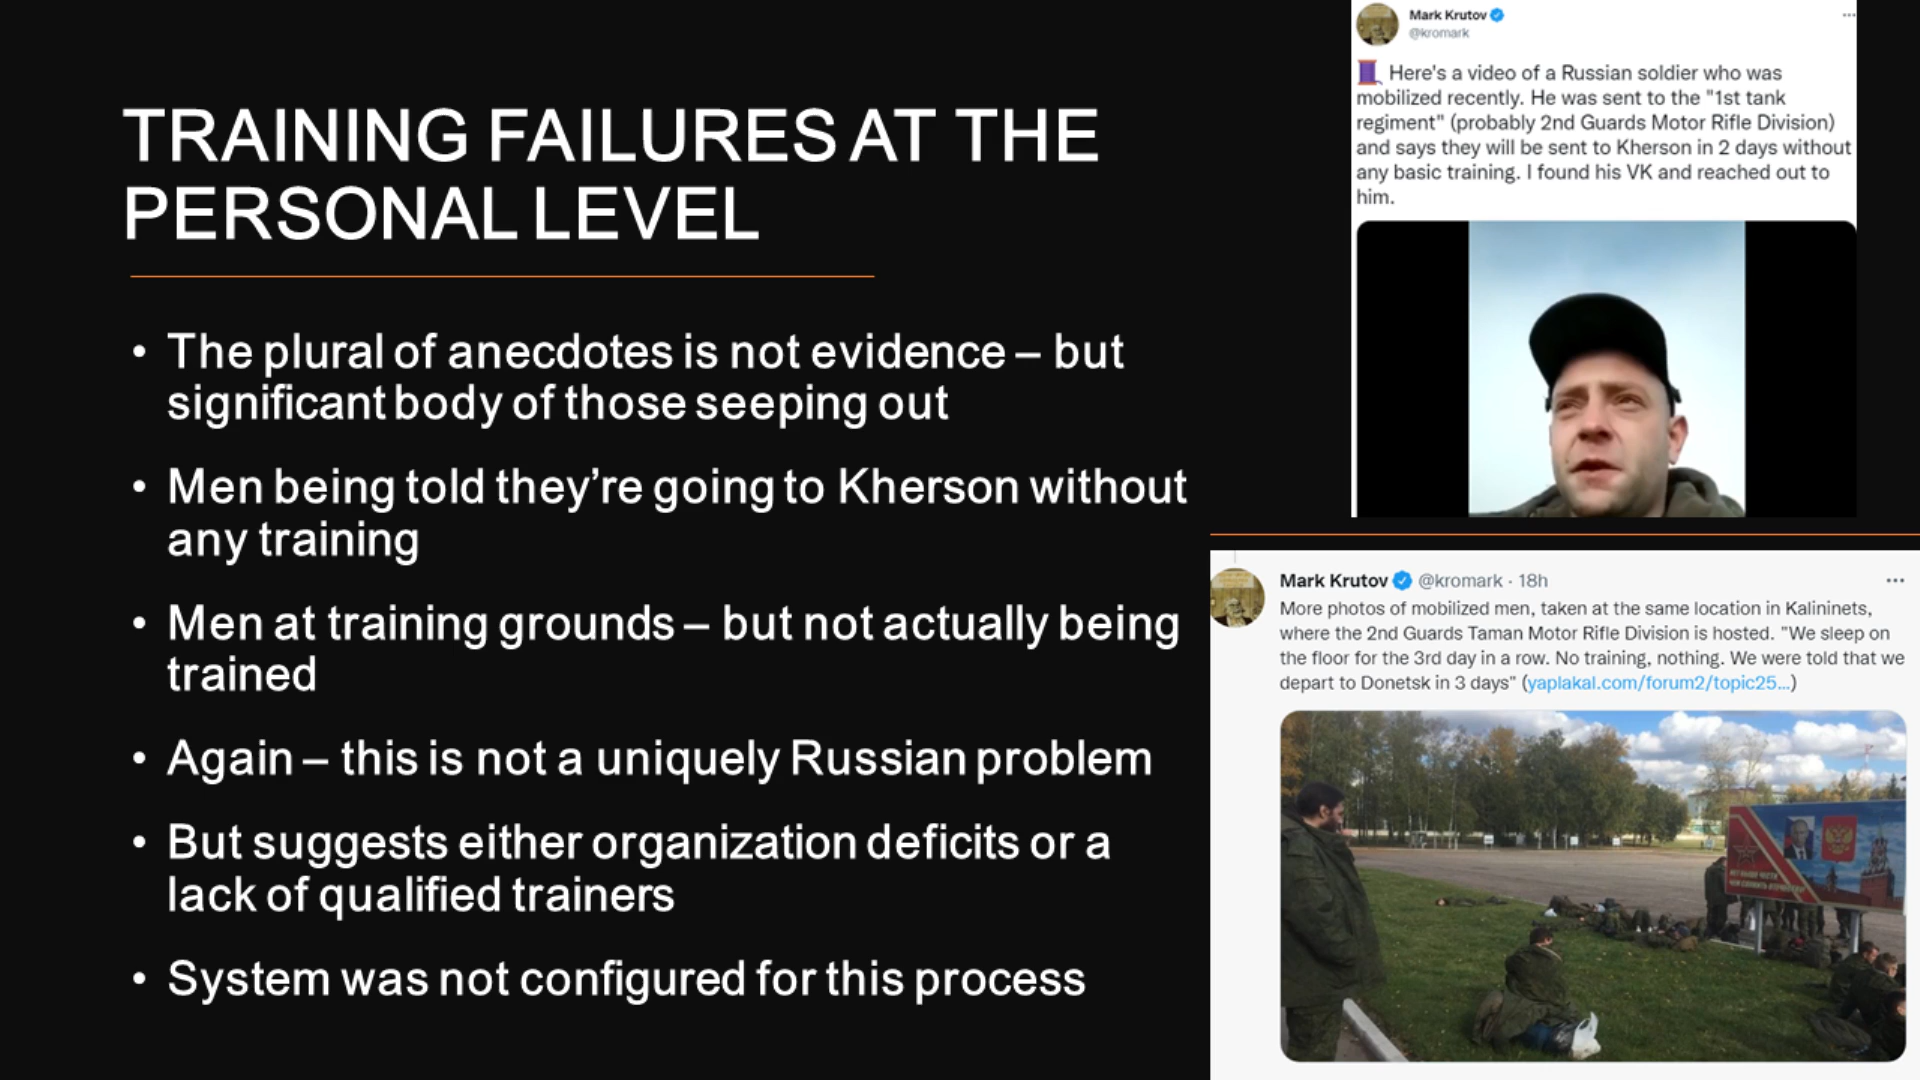 TRAINING FAILURES AT THE
PERSONAL LEVEL
• The plural of anecdotes is not evidence – but
significant body of those seeping out
• Men being told they’re going to Kherson without
any training
• Men at training grounds – but not actually being
trained
• Again – this is not a uniquely Russian problem
• But suggests either organization deficits or a
lack of qualified trainers
• System was not configured for this process
Mark Krutov
@kromark
Here's a video of a Russian soldier who was
mobilized recently. He was sent to the "1st tank
regiment" (probably 2nd Guards Motor Rifle Division)
and says they will be sent to Kherson in 2 days without
any basic training. I found his VK and reached out to
him.
Mark Krutov @kromark · 18h
More photos of mobilized men, taken at the same location in Kalininets,
where the 2nd Guards Taman Motor Rifle Division is hosted. "We sleep on
the floor for the 3rd day in a row. No training, nothing. We were told that we
depart to Donetsk in 3 days" (yaplakal.com/forum2/topic25...)